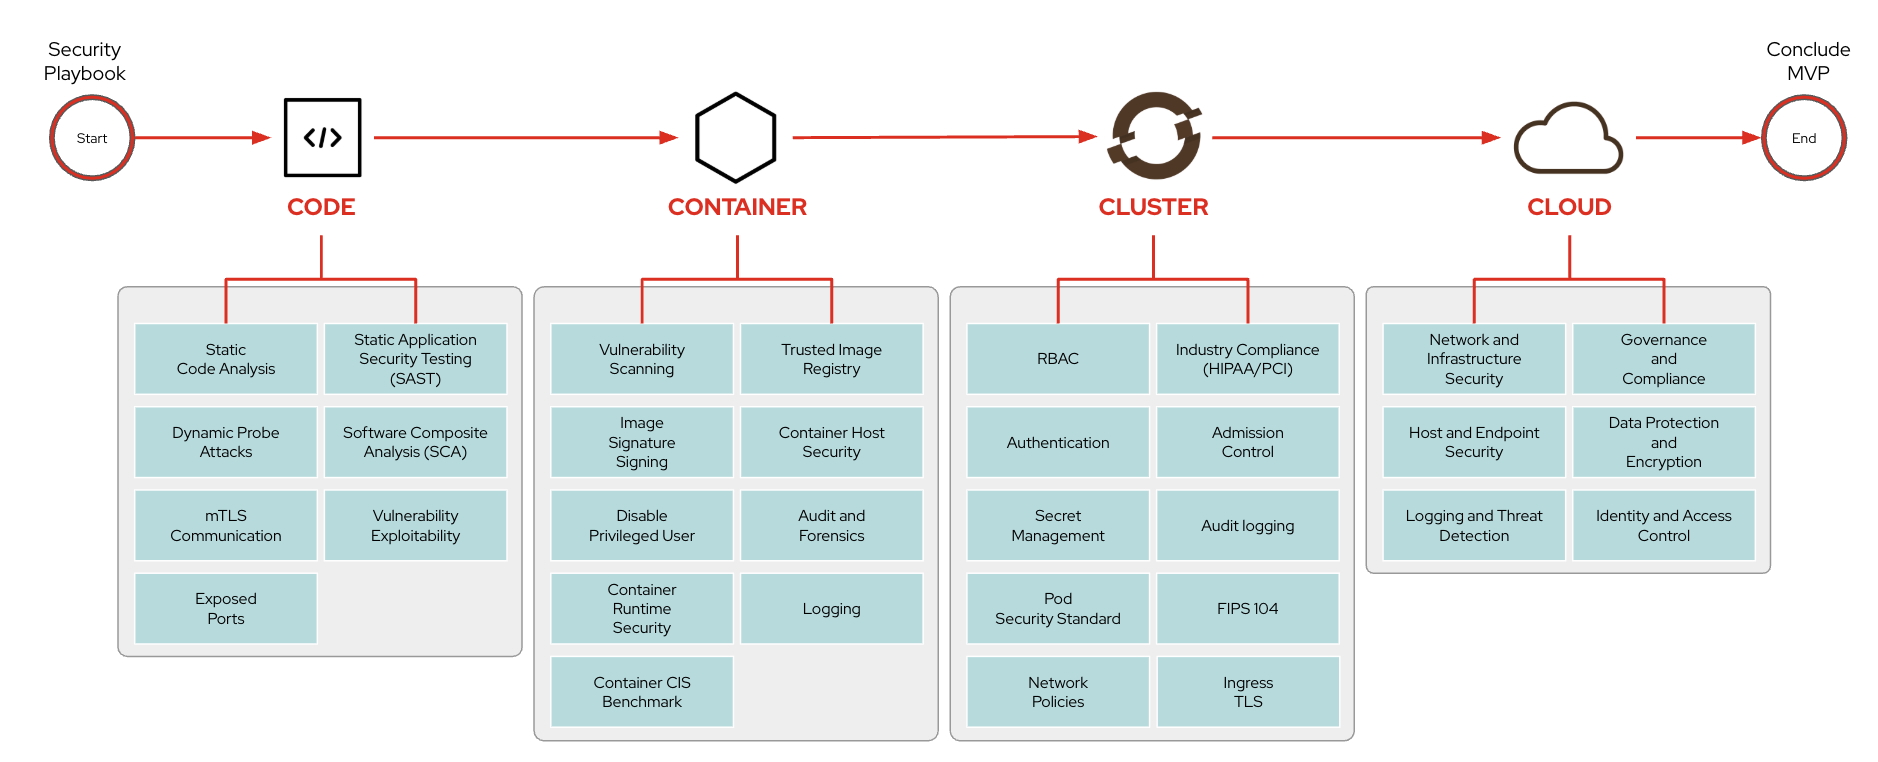 Security
Playbook
Start
</>
CODE
CONTAINER
CLUSTER
CLOUD
Conclude
MVP
End
Static
Code Analysis
Static Application
Security Testing
(SAST)
Dynamic Probe
Attacks
Software Composite
Analysis (SCA)
mTLS
Communication
Vulnerability
Exploitability
Exposed
Ports
Vulnerability
Scanning
Trusted Image
Registry
Image
Signature
Signing
Container Host
Security
Disable
Privileged User
Audit and
Forensics
Container
Runtime
Security
Logging
Container CIS
Benchmark
RBAC
Industry Compliance
(HIPAA/PCI)
Authentication
Admission
Control
Secret
Management
Audit logging
Pod
Security Standard
FIPS 104
Network
Policies
Ingress
TLS
Network and
Infrastructure
Security
Governance
and
Compliance
Host and Endpoint
Security
Data Protection
and
Encryption
Logging and Threat
Detection
Identity and Access
Control